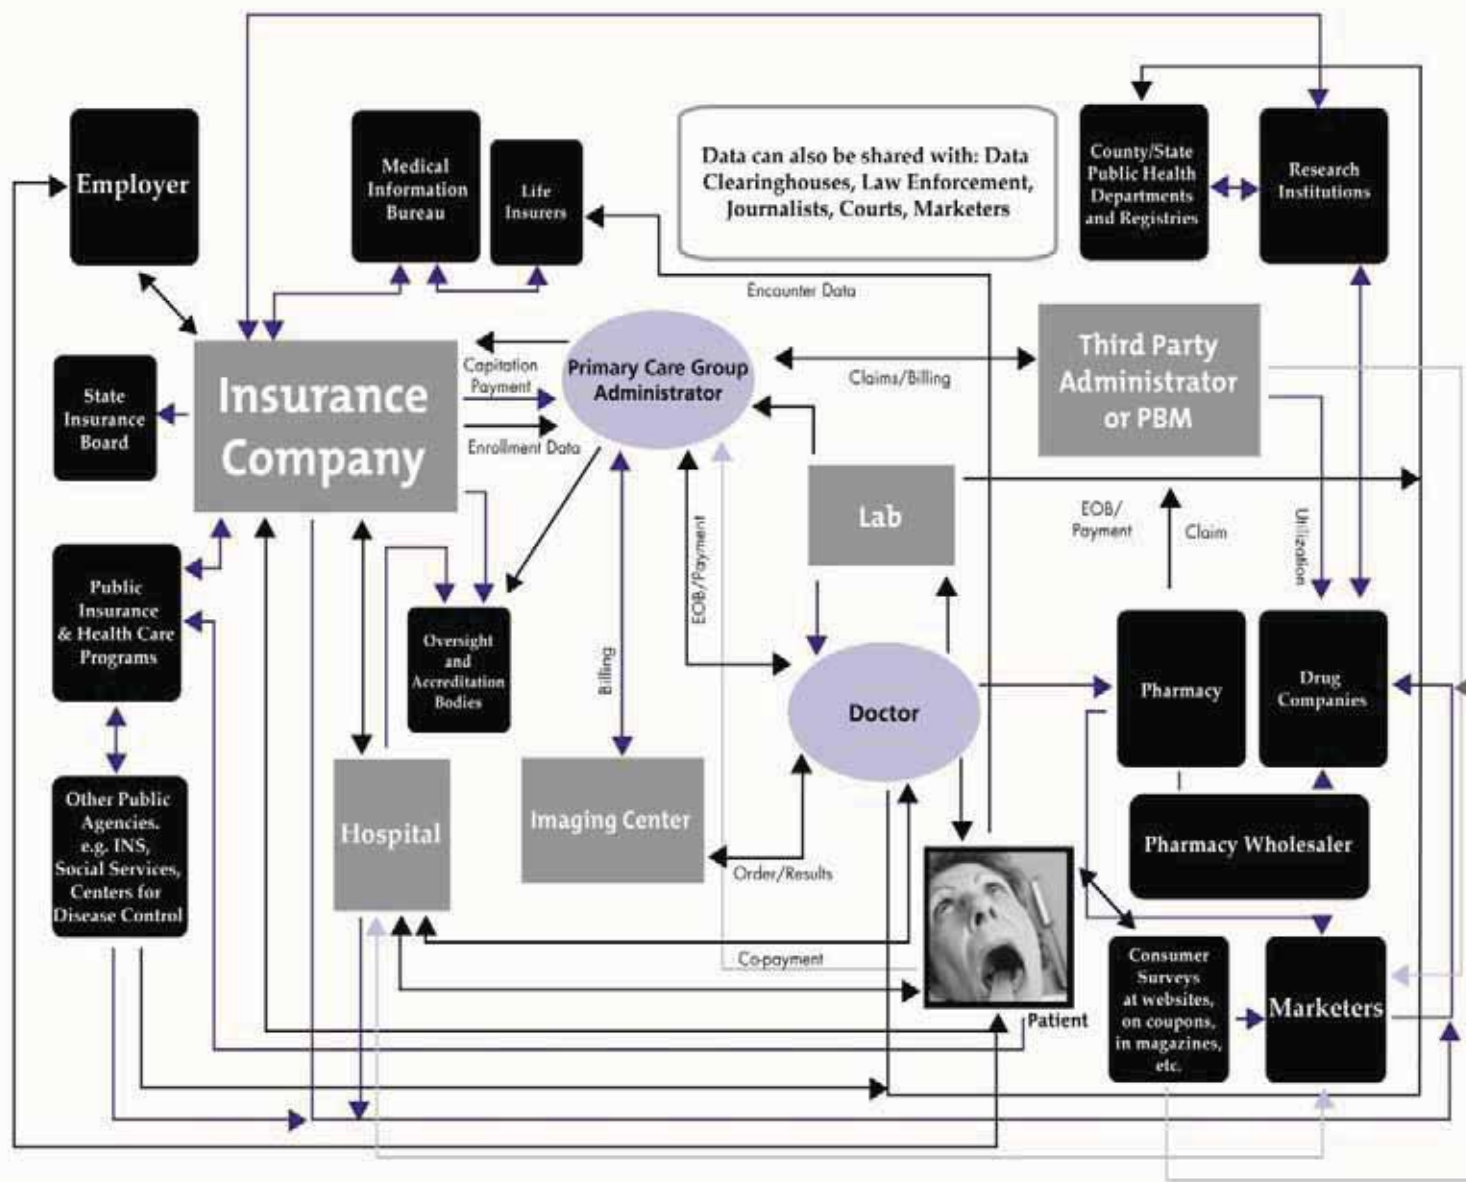 Employer
Medical
Information
Bureau
Life
Insurers
Data can also be shared with: Data
Clearinghouses, Law Enforcement,
Journalists, Courts, Marketers
County/State
Public Health
Departments
and Registries
Research
Institutions
Encounter Data
State
Insurance
Board
Insurance
Company
Capitation
Payment
Enrollment Data
Primary Care Group
Administrator
Claims/Billing
Third Party
Administrator
or PBM
Lab
EOB/
Payment
Claim
Utilization
EOB/Payment
Billing
Public
Insurance
& Health Care
Programs
Oversight
and
Accreditation
Bodies
Doctor
Pharmacy
Drug
Companies
Other Public
Agencies.
e.g. INS,
Social Services,
Centers for
Disease Control
Hospital
Imaging Center
Order/Results
Pharmacy Wholesaler
Co-payment
Patient
Consumer
Surveys
at websites,
on coupons,
in magazines,
etc.
Marketers